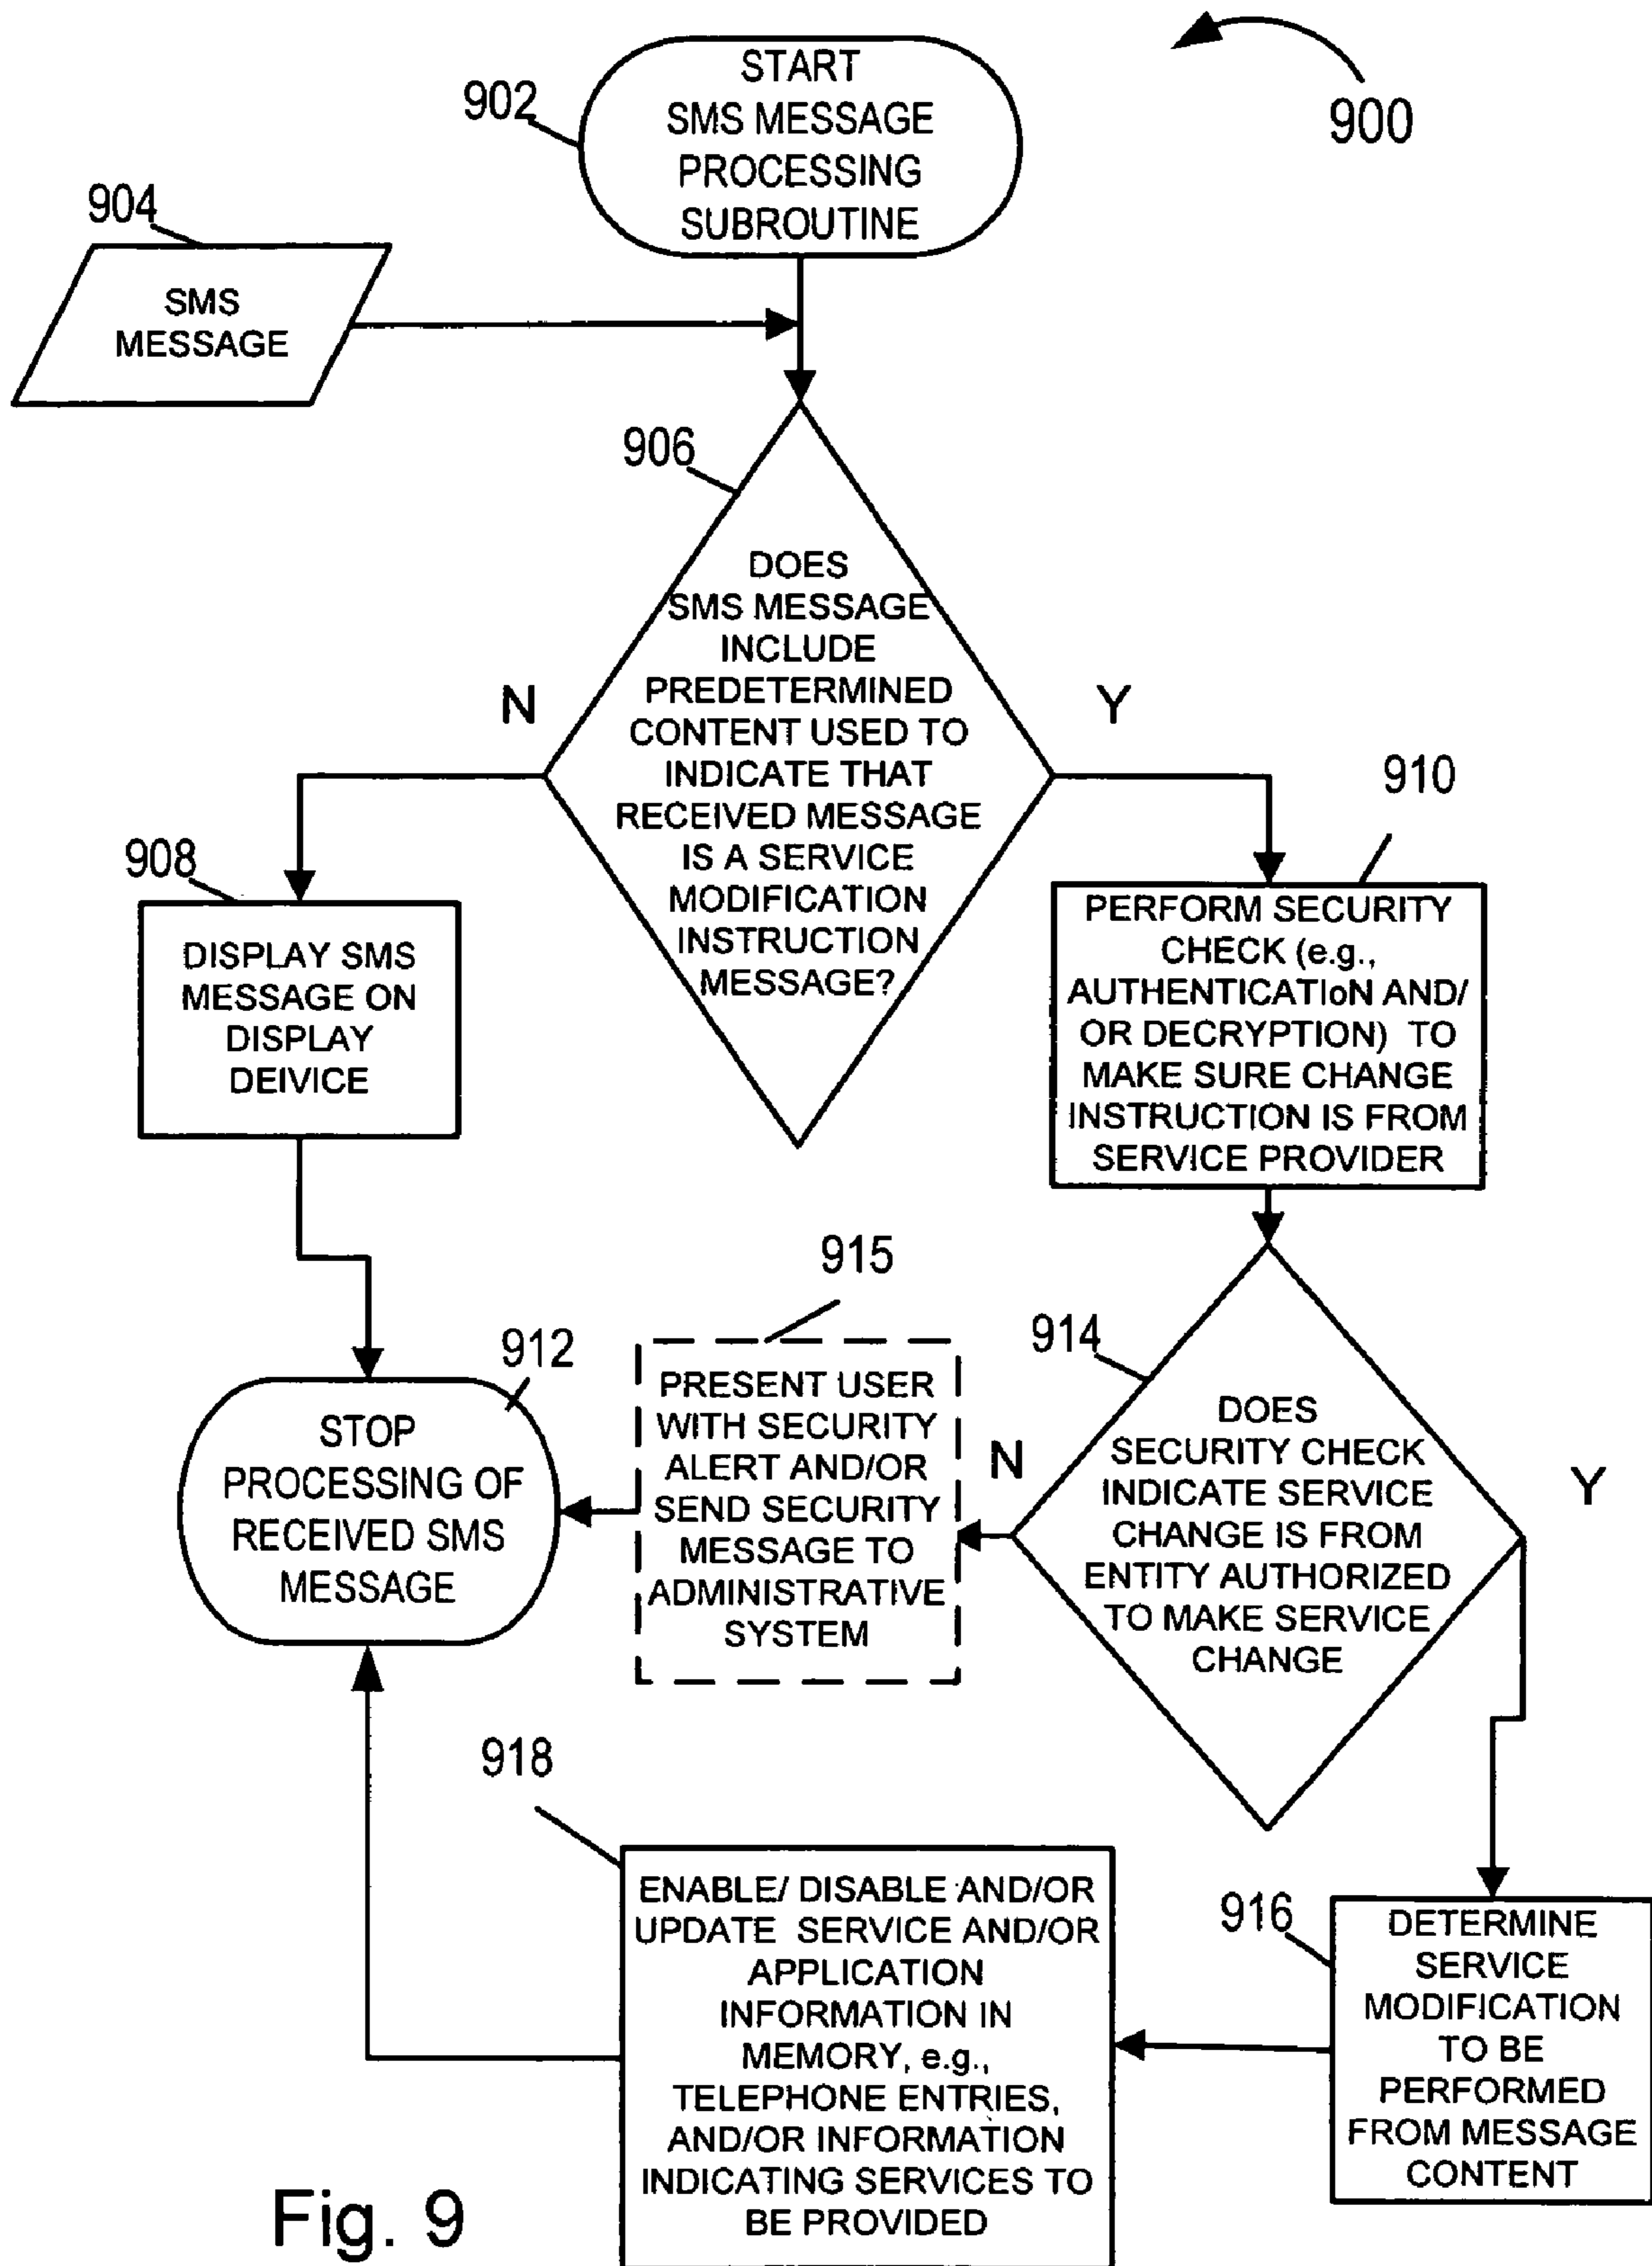 900
902
START
SMS MESSAGE
PROCESSING
SUBROUTINE
904
SMS
MESSAGE
906
DOES
SMS MESSAGE
INCLUDE
PREDETERMINED
CONTENT USED TO
INDICATE THAT
RECEIVED MESSAGE
IS A SERVICE
MODIFICATION
INSTRUCTION
MESSAGE?
N
Y
908
DISPLAY SMS
MESSAGE ON
DISPLAY
DEIVICE
910
PERFORM SECURITY
CHECK (e.g.,
AUTHENTICATIoN AND/
OR DECRYPTION) TO
MAKE SURE CHANGE
INSTRUCTION IS FROM
SERVICE PROVIDER
912
STOP
PROCESSING OF
RECEIVED SMS
MESSAGE
915
PRESENT USER
WITH SECURITY
ALERT AND/OR
SEND SECURITY
MESSAGE TO
ADMINISTRATIVE
SYSTEM
914
DOES
SECURITY CHECK
INDICATE SERVICE
CHANGE IS FROM
ENTITY AUTHORIZED
TO MAKE SERVICE
CHANGE
N
Y
918
ENABLE/ DISABLE AND/OR
UPDATE SERVICE AND/OR
APPLICATION
INFORMATION IN
MEMORY, e.g.,
TELEPHONE ENTRIES,
AND/OR INFORMATION
INDICATING SERVICES TO
BE PROVIDED
916
DETERMINE
SERVICE
MODIFICATION
TO BE
PERFORMED
FROM MESSAGE
CONTENT
Fig. 9